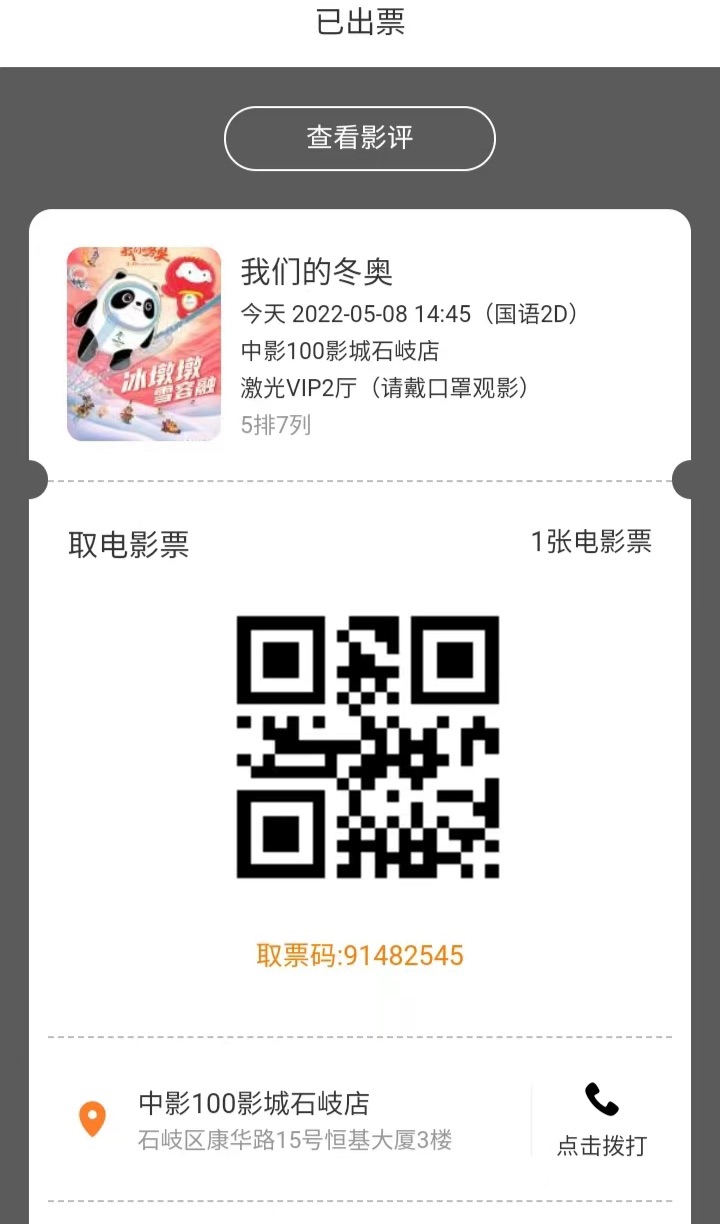 已出票
查看影评
我们的冬奥
冰墩墩
雪容融
我们的冬奥
今天 2022-05-08 14:45（国语2D）
中影100影城石岐店
激光VIP2厅（请戴口罩观影）
5排7列
取电影票
1张电影票
取票码:91482545
中影100影城石岐店
石岐区康华路15号恒基大厦3楼
点击拨打